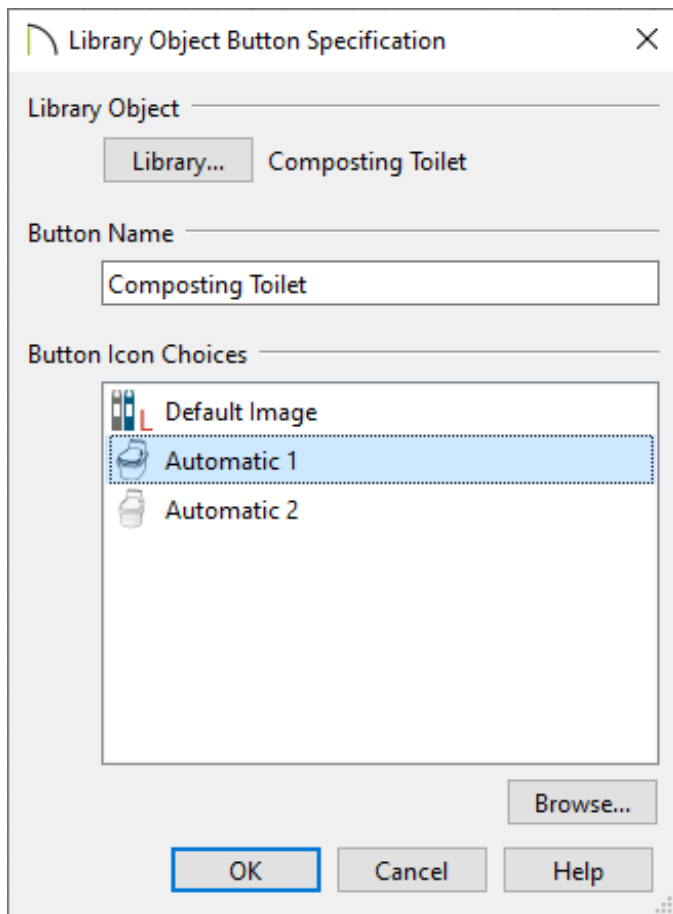 Library Object Button Specification
Library Object
Library... Composting Toilet
Button Name
Composting Toilet
Button Icon Choices
L Default Image
Automatic 1
Automatic 2
Browse...
OK Cancel Help